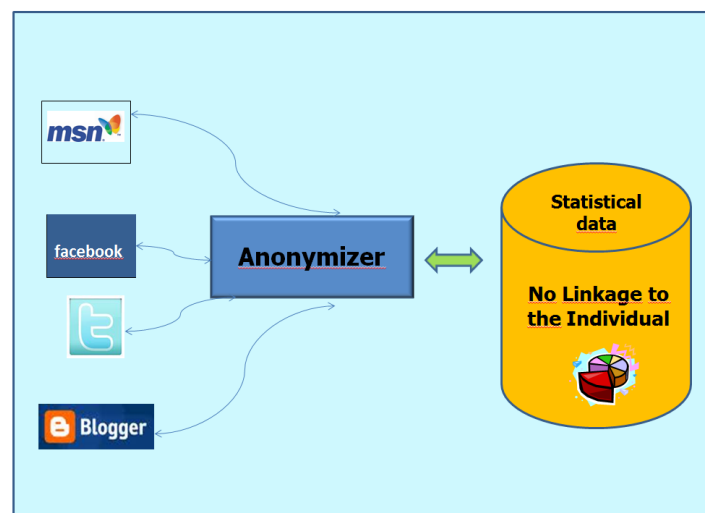 msn
facebook
t
Blogger
Anonymizer
Statistical
data
No Linkage to
the Individual